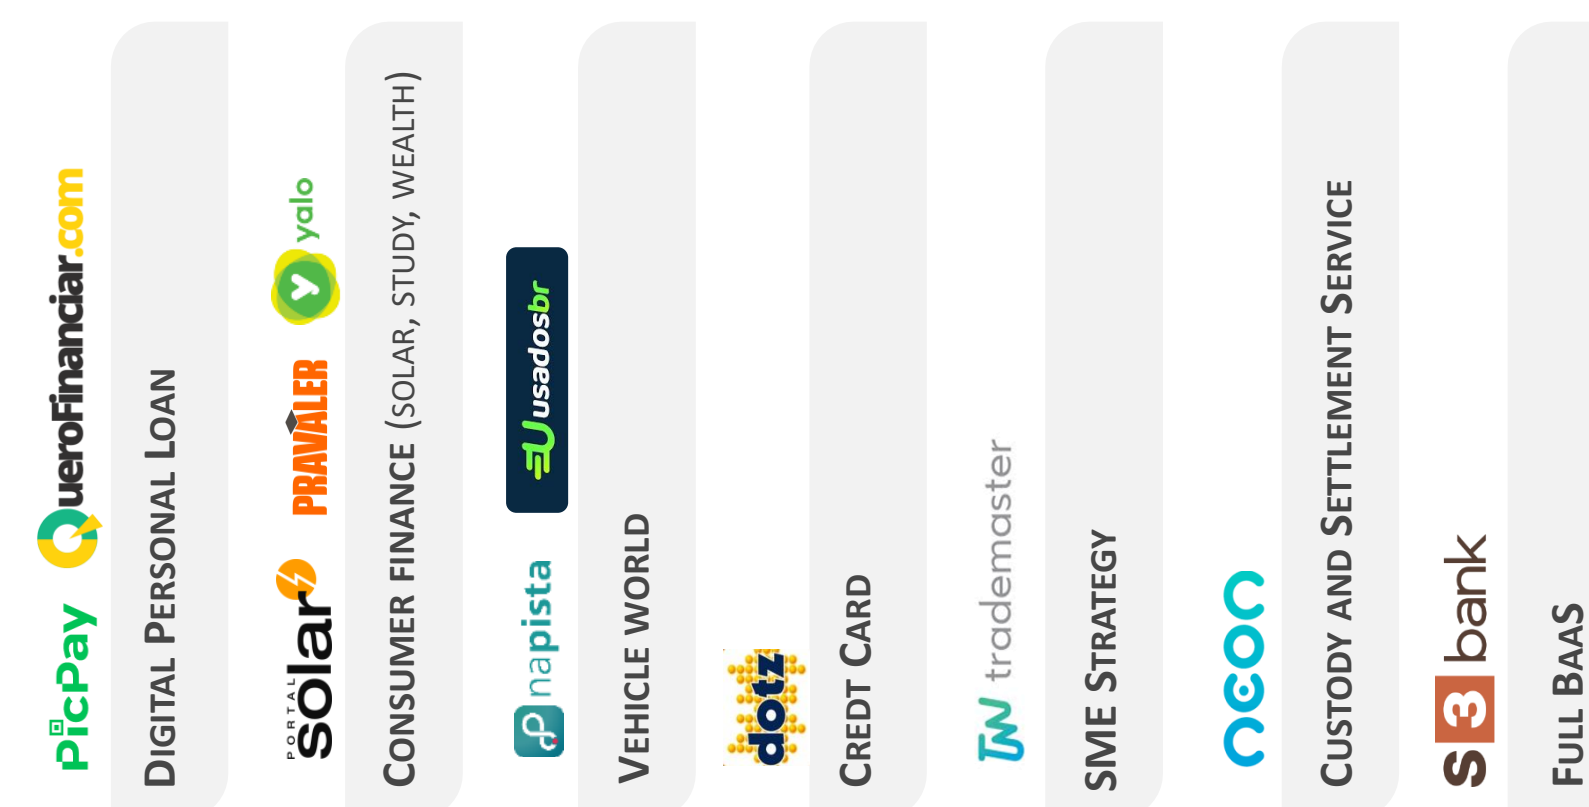 PicPay QueroFinanciar.com
DIGITAL PERSONAL LOAN
PORTAL
solar PRAVALER y yalo
CONSUMER FINANCE (SOLAR, STUDY, WEALTH)
napista usadosbr
VEHICLE WORLD
dotz
CREDT CARD
TM trademaster
SME STRATEGY
neon
CUSTODY AND SETTLEMENT SERVICE
s3 bank
FULL BAAS